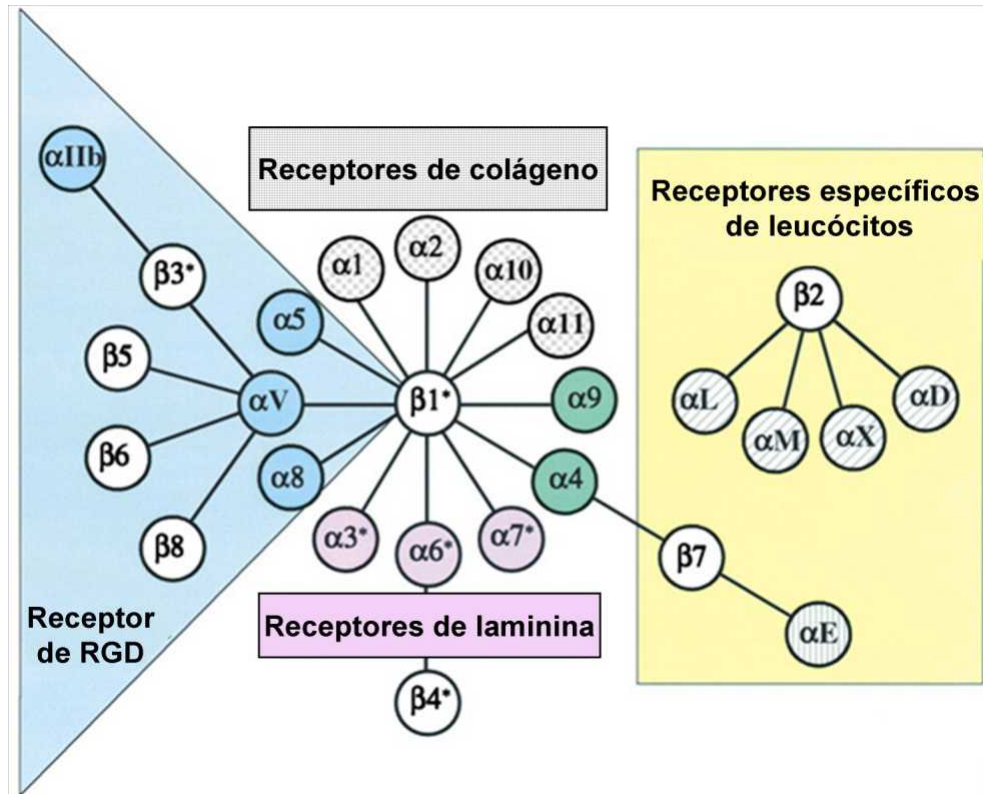 αIIb
β3*
β5
αV
β6
β8
Receptor
de RGD
Receptores de colágeno
α1
α2
α10
α11
α5
β1*
α9
α8
α4
α3*
α6*
α7*
Receptores de laminina
β4*
Receptores específicos
de leucócitos
β2
αL
αM
αX
αD
β7
αE